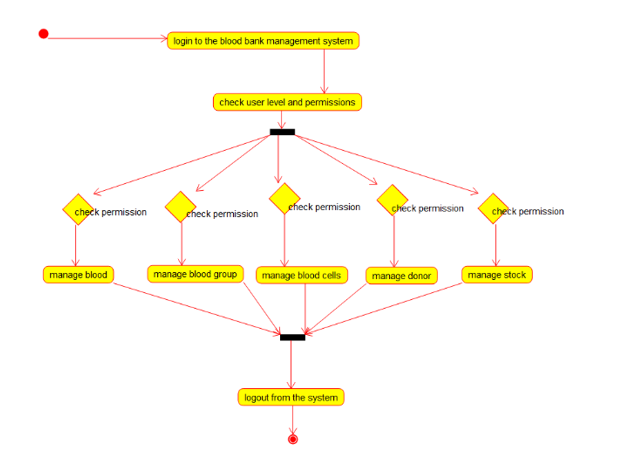 login to the blood bank management system
check user level and permissions
check permission
check permission
check permission
check permission
check permission
manage blood
manage blood group
manage blood cells
manage donor
manage stock
logout from the system